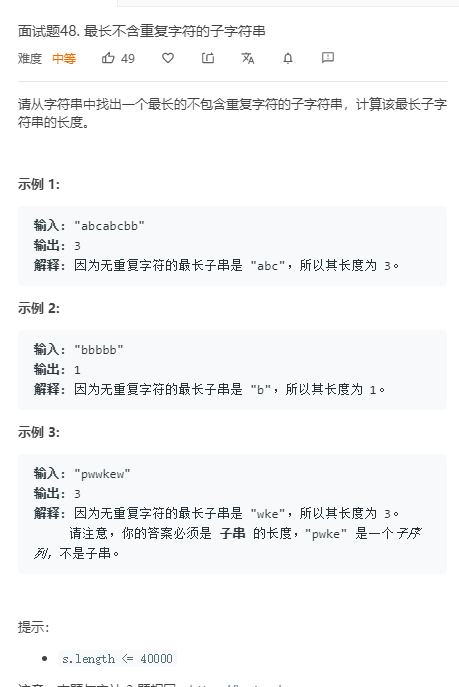 面试题48. 最长不含重复字符的子字符串
难度 中等 49
请从字符串中找出一个最长的不包含重复字符的子字符串，计算该最长子字
符串的长度。
示例 1:
输入: "abcabcbb"
输出: 3
解释: 因为无重复字符的最长子串是 "abc"，所以其长度为 3。
示例 2:
输入: "bbbbb"
输出: 1
解释: 因为无重复字符的最长子串是 "b"，所以其长度为 1。
示例 3:
输入: "pwwkew"
输出: 3
解释: 因为无重复字符的最长子串是 "wke"，所以其长度为 3。
请注意，你的答案必须是 子串 的长度，"pwke" 是一个子序
列，不是子串。
提示：
• s.length <= 40000